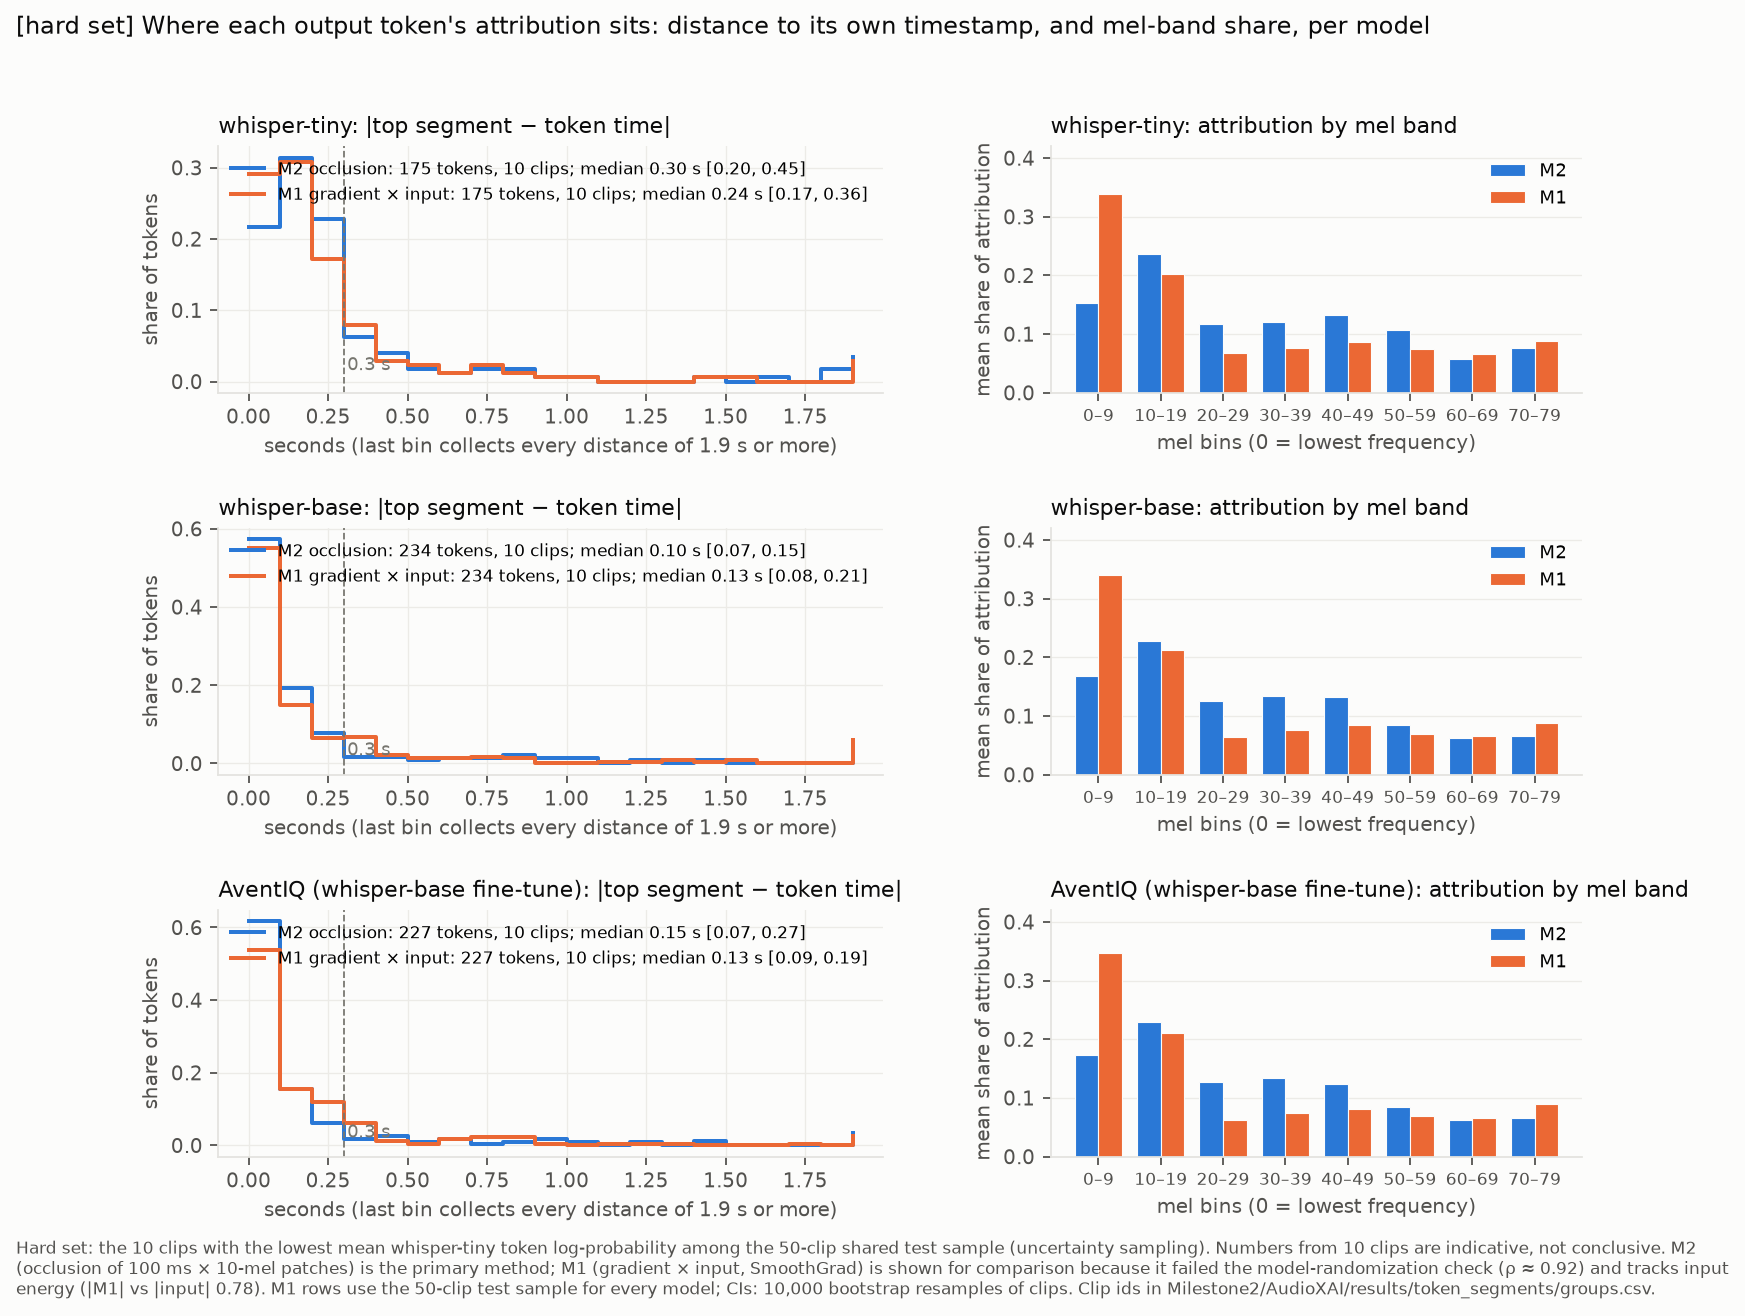 [hard set] Where each output token's attribution sits: distance to its own timestamp, and mel-band share, per model
whisper-tiny: |top segment − token time|
M2 occlusion: 175 tokens, 10 clips; median 0.30 s [0.20, 0.45]
M1 gradient × input: 175 tokens, 10 clips; median 0.24 s [0.17, 0.36]
share of tokens
0.3
0.2
0.1
0.0
0.3 s
0.00 0.25 0.50 0.75 1.00 1.25 1.50 1.75
seconds (last bin collects every distance of 1.9 s or more)
whisper-tiny: attribution by mel band
M2
M1
mean share of attribution
0.4
0.3
0.2
0.1
0.0
0–9 10–19 20–29 30–39 40–49 50–59 60–69 70–79
mel bins (0 = lowest frequency)
whisper-base: |top segment − token time|
M2 occlusion: 234 tokens, 10 clips; median 0.10 s [0.07, 0.15]
M1 gradient × input: 234 tokens, 10 clips; median 0.13 s [0.08, 0.21]
share of tokens
0.6
0.4
0.2
0.0
0.3 s
0.00 0.25 0.50 0.75 1.00 1.25 1.50 1.75
seconds (last bin collects every distance of 1.9 s or more)
whisper-base: attribution by mel band
M2
M1
mean share of attribution
0.4
0.3
0.2
0.1
0.0
0–9 10–19 20–29 30–39 40–49 50–59 60–69 70–79
mel bins (0 = lowest frequency)
AventIQ (whisper-base fine-tune): |top segment − token time|
M2 occlusion: 227 tokens, 10 clips; median 0.15 s [0.07, 0.27]
M1 gradient × input: 227 tokens, 10 clips; median 0.13 s [0.09, 0.19]
share of tokens
0.6
0.4
0.2
0.0
0.3 s
0.00 0.25 0.50 0.75 1.00 1.25 1.50 1.75
seconds (last bin collects every distance of 1.9 s or more)
AventIQ (whisper-base fine-tune): attribution by mel band
M2
M1
mean share of attribution
0.4
0.3
0.2
0.1
0.0
0–9 10–19 20–29 30–39 40–49 50–59 60–69 70–79
mel bins (0 = lowest frequency)
Hard set: the 10 clips with the lowest mean whisper-tiny token log-probability among the 50-clip shared test sample (uncertainty sampling). Numbers from 10 clips are indicative, not conclusive. M2
(occlusion of 100 ms × 10-mel patches) is the primary method; M1 (gradient × input, SmoothGrad) is shown for comparison because it failed the model-randomization check (ρ ≈ 0.92) and tracks input
energy (|M1| vs |input| 0.78). M1 rows use the 50-clip test sample for every model; CIs: 10,000 bootstrap resamples of clips. Clip ids in Milestone2/AudioXAI/results/token_segments/groups.csv.